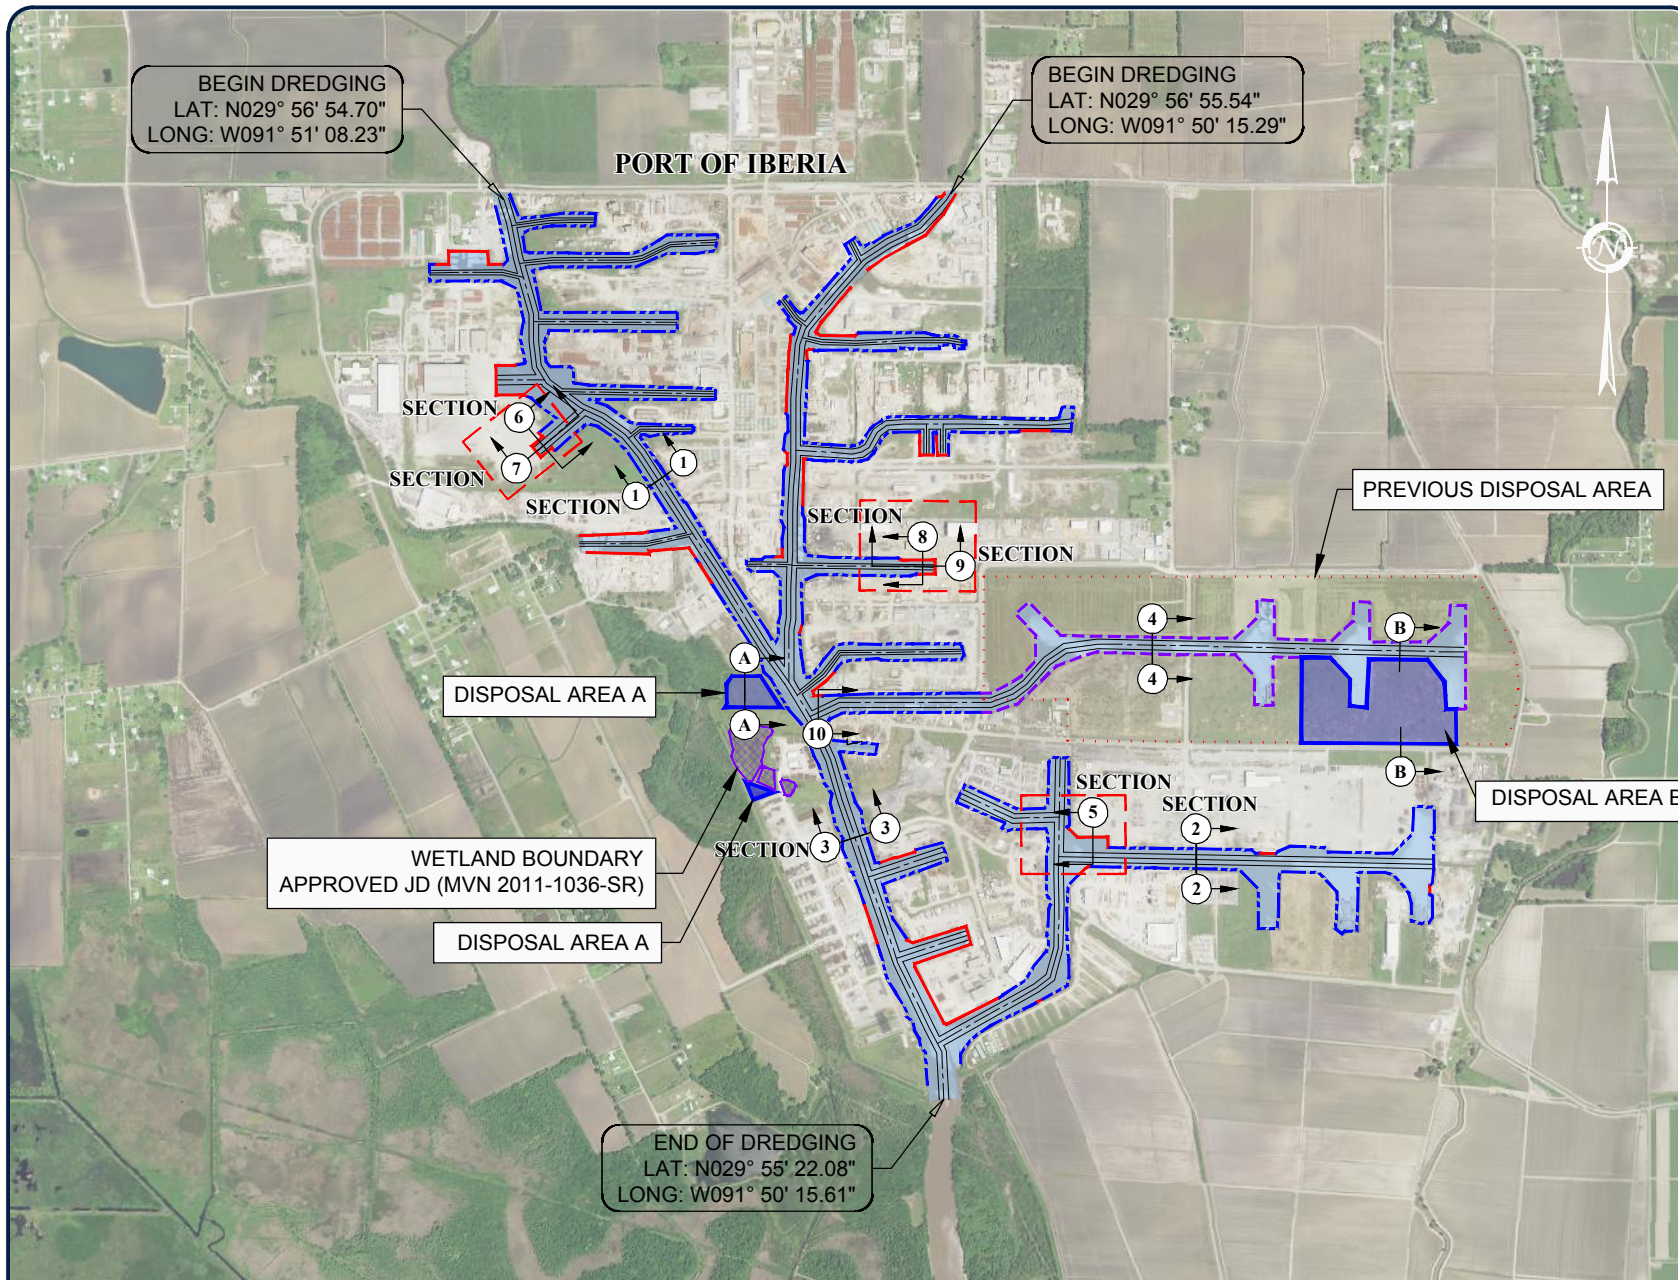 BEGIN DREDGING
LAT: N029° 56' 54.70"
LONG: W091° 51' 08.23"
BEGIN DREDGING
LAT: N029° 56' 55.54"
LONG: W091° 50' 15.29"
PORT OF IBERIA
N
SECTION
6
SECTION
7
SECTION
1
1
PREVIOUS DISPOSAL AREA
SECTION
8
9
SECTION
4
4
B
B
A
A
DISPOSAL AREA A
10
DISPOSAL AREA B
SECTION
5
SECTION
2
2
SECTION
3
3
WETLAND BOUNDARY
APPROVED JD (MVN 2011-1036-SR)
DISPOSAL AREA A
END OF DREDGING
LAT: N029° 55' 22.08"
LONG: W091° 50' 15.61"